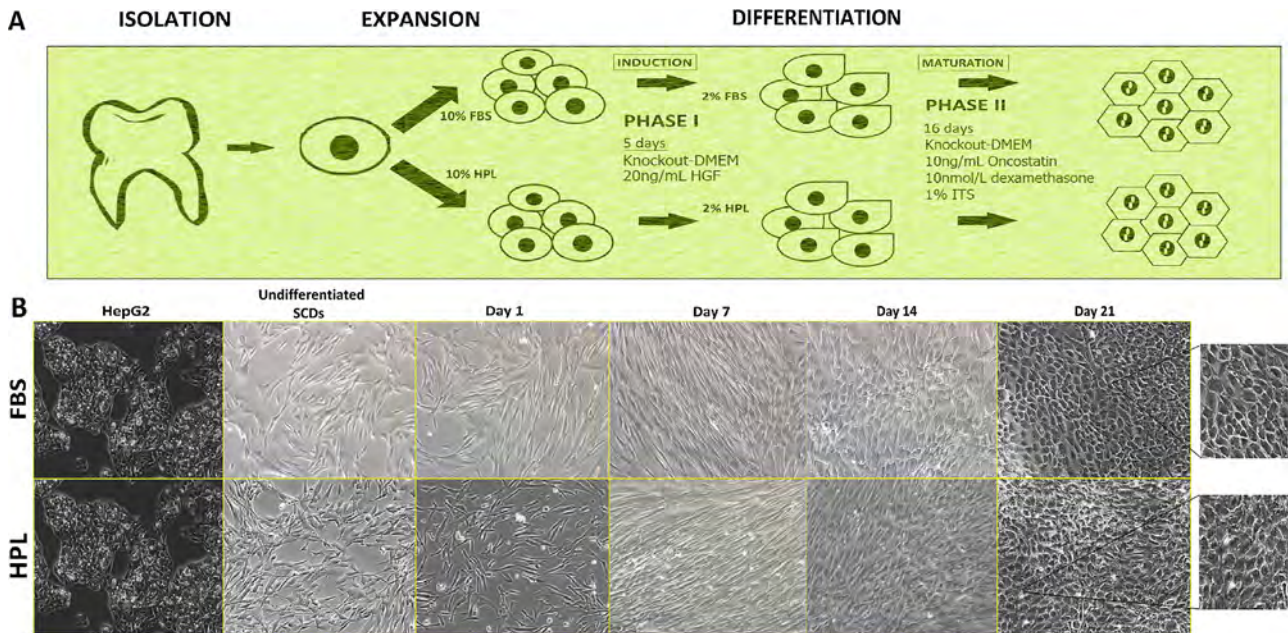 A
ISOLATION
EXPANSION
DIFFERENTIATION
10% FBS
10% HPL
INDUCTION
PHASE I
5 days
Knockout-DMEM
20ng/mL HGF
2% FBS
2% HPL
MATURATION
PHASE II
16 days
Knockout-DMEM
10ng/mL Oncostatin
10nmol/L dexamethasone
1% ITS
B
HepG2
Undifferentiated
SCDs
Day 1
Day 7
Day 14
Day 21
FBS
HPL